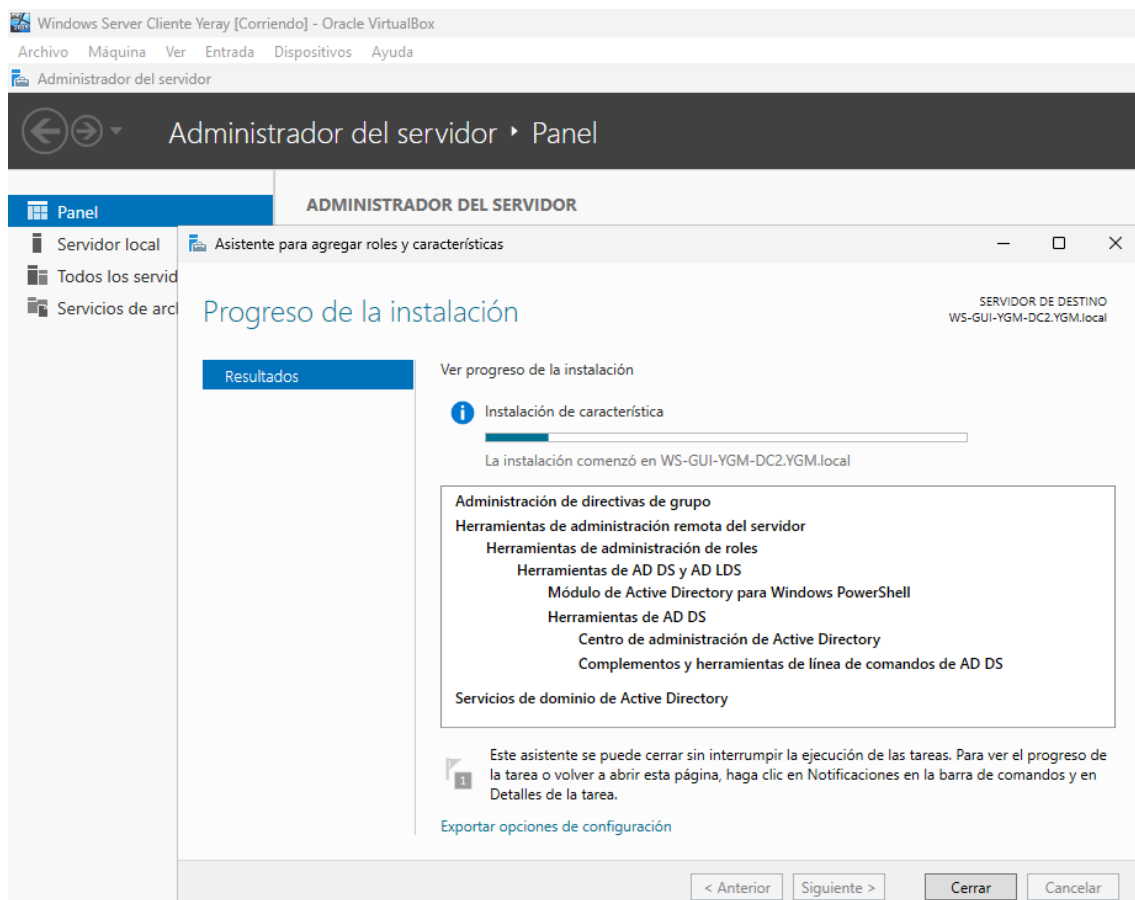 Windows Server Cliente Yeray [Corriendo] - Oracle VirtualBox
Archivo Máquina Ver Entrada Dispositivos Ayuda
Administrador del servidor
Administrador del servidor ‣ Panel
Panel
Servidor local
Todos los servid
Servicios de arcl
ADMINISTRADOR DEL SERVIDOR
Asistente para agregar roles y características
Progreso de la instalación
SERVIDOR DE DESTINO
WS-GUI-YGM-DC2.YGM.local
Resultados
Ver progreso de la instalación
Instalación de característica
La instalación comenzó en WS-GUI-YGM-DC2.YGM.local
Administración de directivas de grupo
Herramientas de administración remota del servidor
Herramientas de administración de roles
Herramientas de AD DS y AD LDS
Módulo de Active Directory para Windows PowerShell
Herramientas de AD DS
Centro de administración de Active Directory
Complementos y herramientas de línea de comandos de AD DS
Servicios de dominio de Active Directory
1
Este asistente se puede cerrar sin interrumpir la ejecución de las tareas. Para ver el progreso de
la tarea o volver a abrir esta página, haga clic en Notificaciones en la barra de comandos y en
Detalles de la tarea.
Exportar opciones de configuración
< Anterior
Siguiente >
Cerrar
Cancelar